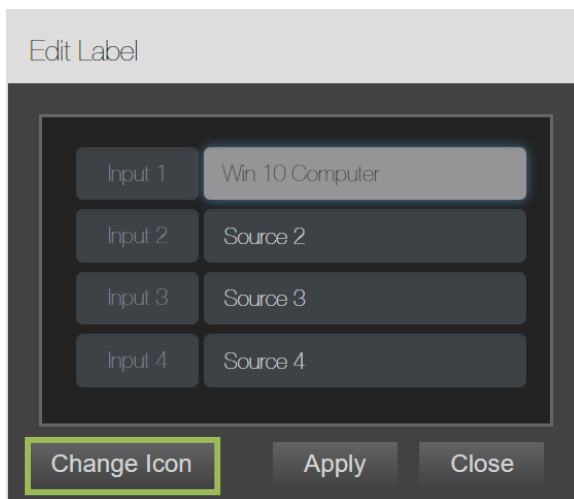 Edit Label
Input 1 Win 10 Computer
Input 2 Source 2
Input 3 Source 3
Input 4 Source 4
Change Icon Apply Close